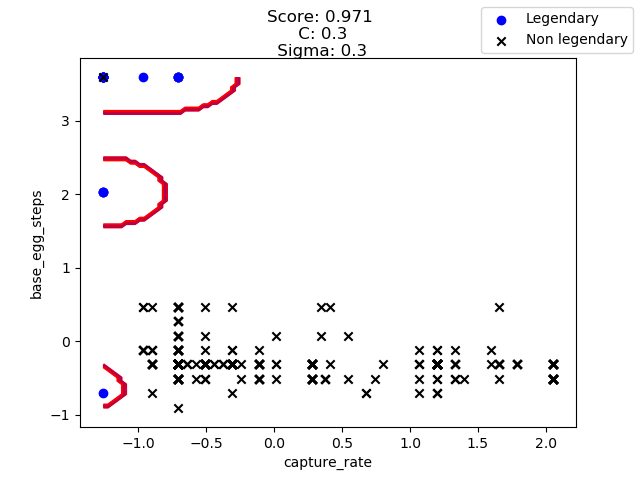 Score: 0.971
C: 0.3
Sigma: 0.3
Legendary
Non legendary
base_egg_steps
3
2
1
0
−1
−1.0 −0.5 0.0 0.5 1.0 1.5 2.0
capture_rate